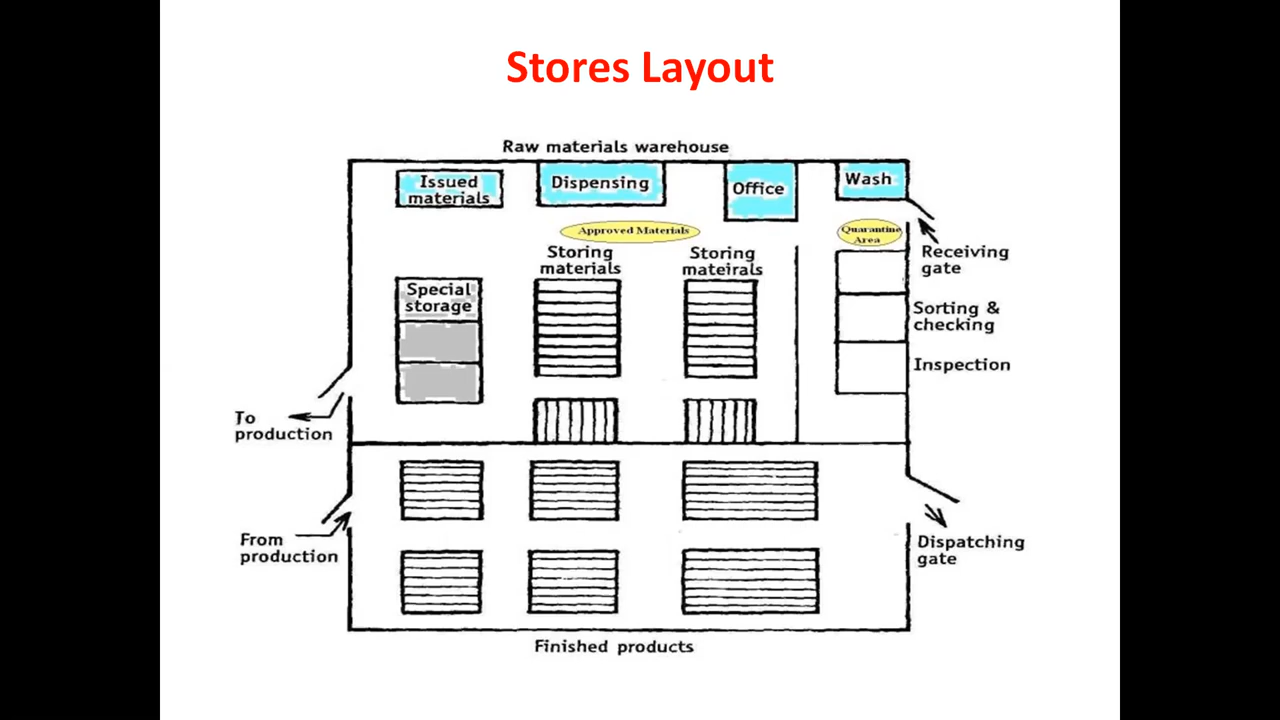 Stores Layout
Raw materials warehouse
Issued
materials
Dispensing
Office
Wash
Approved Materials
Quarantine
Area
Storing
materials
Storing
mateirals
Receiving
gate
Special
storage
Sorting &
checking
Inspection
To
production
From
production
Dispatching
gate
Finished products